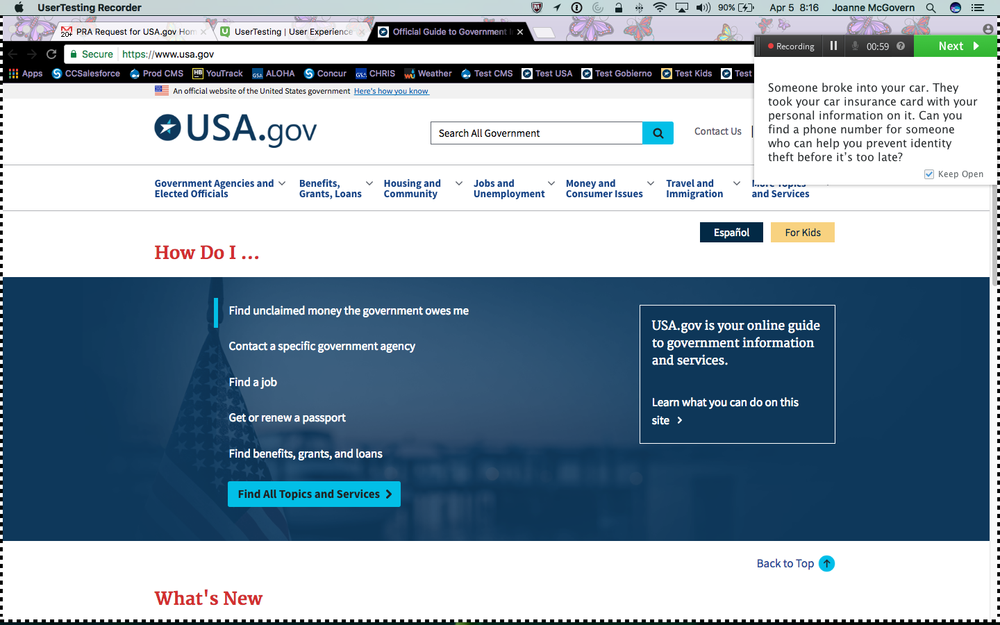 UserTesting Recorder
90%
Apr 5 8:16
Joanne McGovern
20+
PRA Request for USA.gov Hom
UserTesting | User Experience
Official Guide to Government I
Secure
https://www.usa.gov
Apps
CCSalesforce
Prod CMS
HB
YouTrack
GSA
ALOHA
Concur
GSA
CHRIS
Weather
Test CMS
Test USA
Test Gobierno
Test Kids
Test
Recording
00:59
Next
Someone broke into your car. They
took your car insurance card with your
personal information on it. Can you
find a phone number for someone
who can help you prevent identity
theft before it's too late?
Keep Open
An official website of the United States government
Here's how you know
USA.gov
Search All Government
Contact Us
Government Agencies and
Elected Officials
Benefits,
Grants, Loans
Housing and
Community
Jobs and
Unemployment
Money and
Consumer Issues
Travel and
Immigration
More Topics
and Services
Español
For Kids
How Do I ...
Find unclaimed money the government owes me
Contact a specific government agency
Find a job
Get or renew a passport
Find benefits, grants, and loans
Find All Topics and Services
USA.gov is your online guide
to government information
and services.
Learn what you can do on this
site
Back to Top
What's New